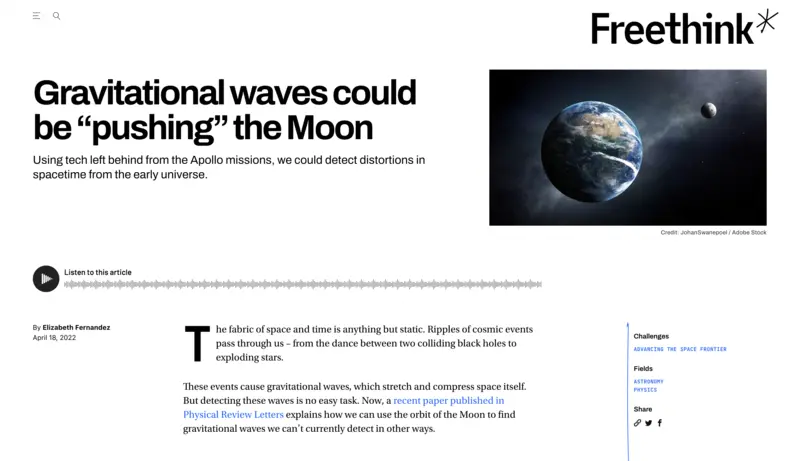 Freethink*
Gravitational waves could
be “pushing” the Moon
Using tech left behind from the Apollo missions, we could detect distortions in
spacetime from the early universe.
Credit: JohanSwanepoel / Adobe Stock
Listen to this article
By Elizabeth Fernandez
April 18, 2022
The fabric of space and time is anything but static. Ripples of cosmic events
pass through us – from the dance between two colliding black holes to
exploding stars.
These events cause gravitational waves, which stretch and compress space itself.
But detecting these waves is no easy task. Now, a recent paper published in
Physical Review Letters explains how we can use the orbit of the Moon to find
gravitational waves we can’t currently detect in other ways.
Challenges
ADVANCING THE SPACE FRONTIER
Fields
ASTRONOMY
PHYSICS
Share